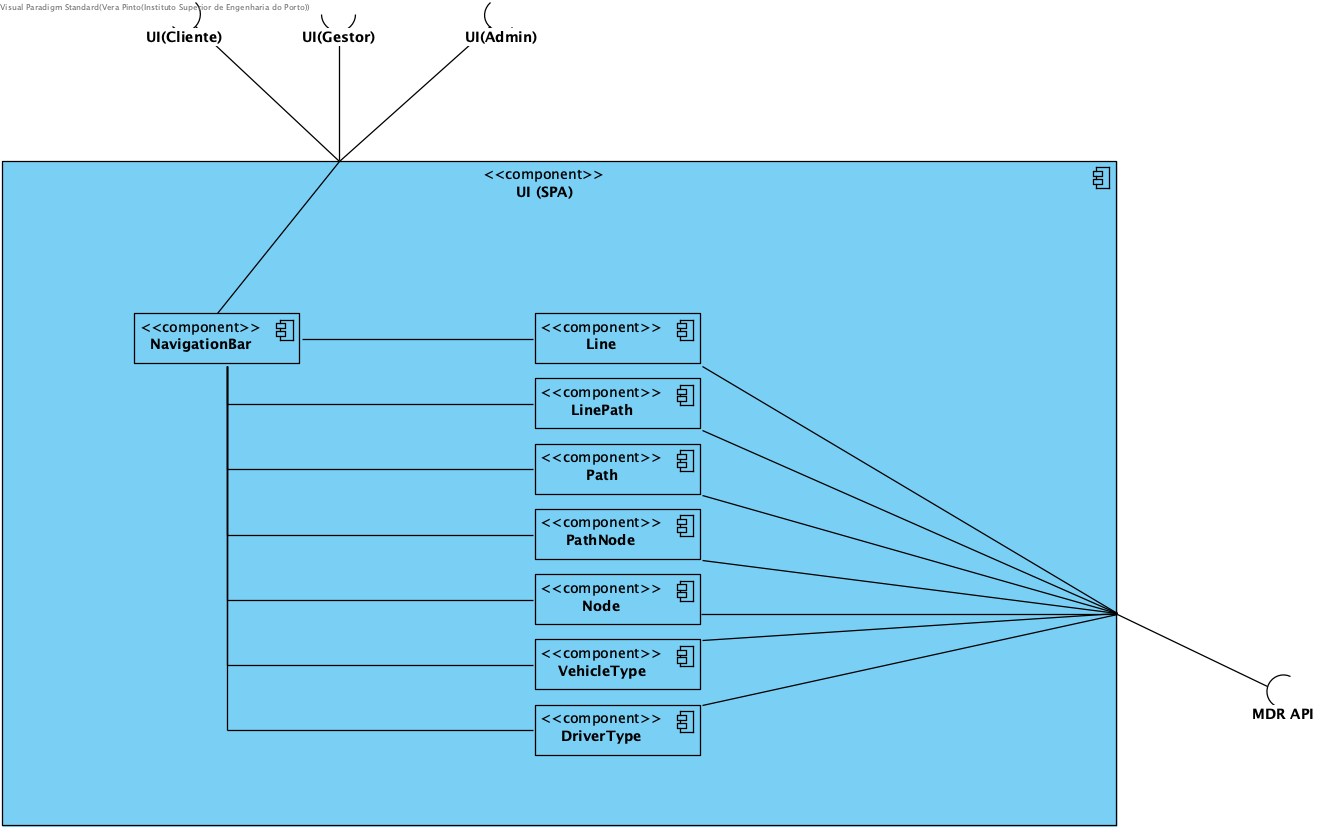 Visual Paradigm Standard(Vera Pinto(Instituto Superior de Engenharia do Porto))
UI(Cliente)
UI(Gestor)
UI(Admin)
<<component>>
UI (SPA)
<<component>>
NavigationBar
<<component>>
Line
<<component>>
LinePath
<<component>>
Path
<<component>>
PathNode
<<component>>
Node
<<component>>
VehicleType
<<component>>
DriverType
MDR API